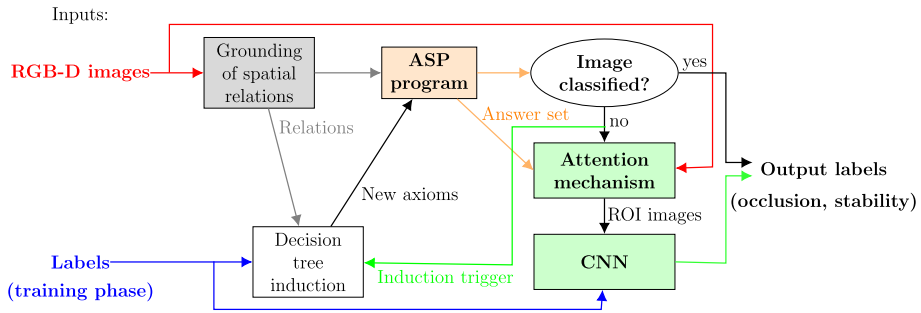 Inputs:
RGB-D images
Grounding
of spatial
relations
ASP
program
Image
classified?
yes
Relations
Answer set
no
Attention
mechanism
Output labels
(occlusion, stability)
New axioms
ROI images
Labels
(training phase)
Decision
tree
induction
Induction trigger
CNN